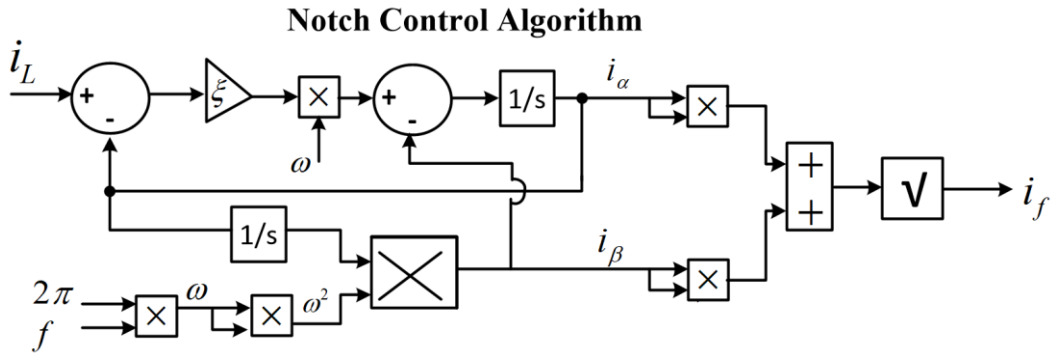 Notch Control Algorithm
i_L + - ξ × ω + - 1/s i_α ×
+ + √ i_f
1/s i_β ×
2π f × ω × ω²